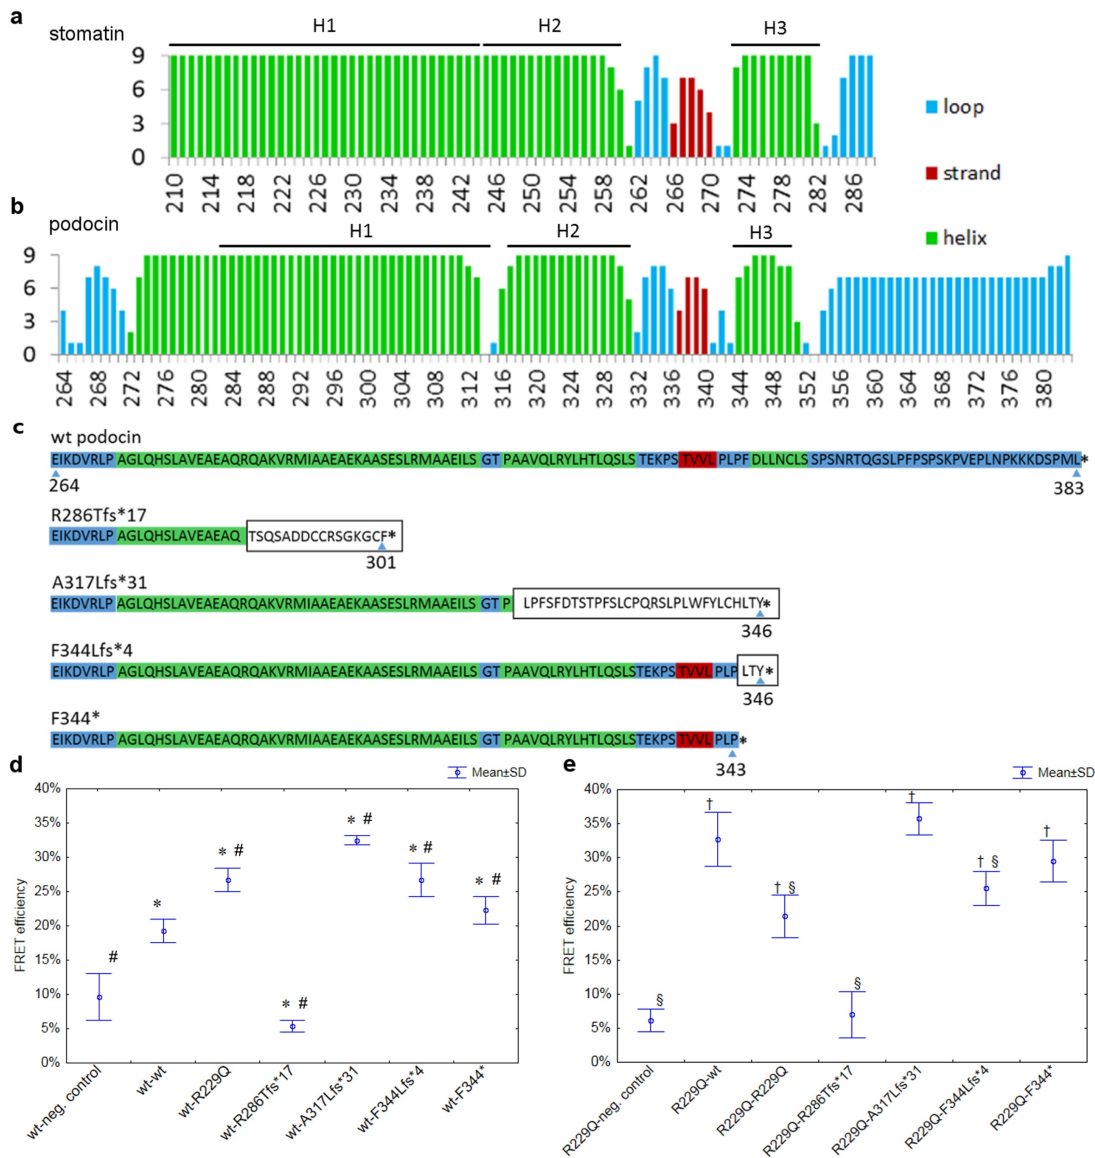 a
stomatin
H1 H2 H3
9
6
3
0
210 214 218 222 226 230 234 238 242 246 250 254 258 262 266 270 274 278 282 286
loop
strand
helix
b
podocin
H1 H2 H3
9
6
3
0
264 268 272 276 280 284 288 292 296 300 304 308 312 316 320 324 328 332 336 340 344 348 352 356 360 364 368 372 376 380
c
wt podocin
EIKDVRLP AGLQHSLAVEAEAQRQAKVRMIAAEAEKAASESLRMAAEILS GT PAAVQLRYLHTLQSLS TEKPS TVVL PLPF DLLNCLS SPSNRTQGSLPFPSPSKPVEPLNPKKKDSPML*
264 383
R286Tfs*17
EIKDVRLP AGLQHSLAVEAEAQ TSQSADDCCRSGKGCF*
301
A317Lfs*31
EIKDVRLP AGLQHSLAVEAEAQRQAKVRMIAAEAEKAASESLRMAAEILS GT P LPFSFDTSTPFSLCPQRSLPLWFYLCHLTY*
346
F344Lfs*4
EIKDVRLP AGLQHSLAVEAEAQRQAKVRMIAAEAEKAASESLRMAAEILS GT PAAVQLRYLHTLQSLS TEKPS TVVL PLP LTY*
346
F344*
EIKDVRLP AGLQHSLAVEAEAQRQAKVRMIAAEAEKAASESLRMAAEILS GT PAAVQLRYLHTLQSLS TEKPS TVVL PLP*
343
d
Mean±SD
FRET efficiency
40%
35%
30%
25%
20%
15%
10%
5%
0%
#
*
* #
* #
* #
* #
* #
wt-neg. control
wt-wt
wt-R229Q
wt-R286Tfs*17
wt-A317Lfs*31
wt-F344Lfs*4
wt-F344*
e
Mean±SD
FRET efficiency
40%
35%
30%
25%
20%
15%
10%
5%
0%
§
†
† §
§
†
† §
†
R229Q-neg. control
R229Q-wt
R229Q-R229Q
R229Q-R286Tfs*17
R229Q-A317Lfs*31
R229Q-F344Lfs*4
R229Q-F344*